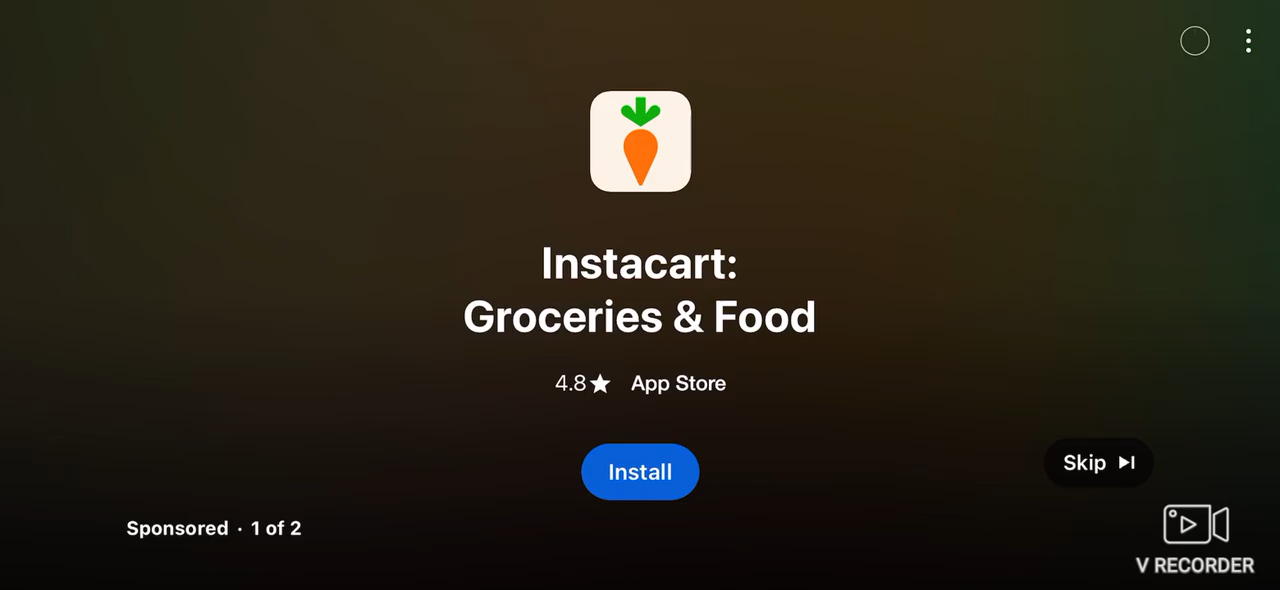 Instacart:
Groceries & Food
4.8★ App Store
Install
Skip
Sponsored · 1 of 2
V RECORDER